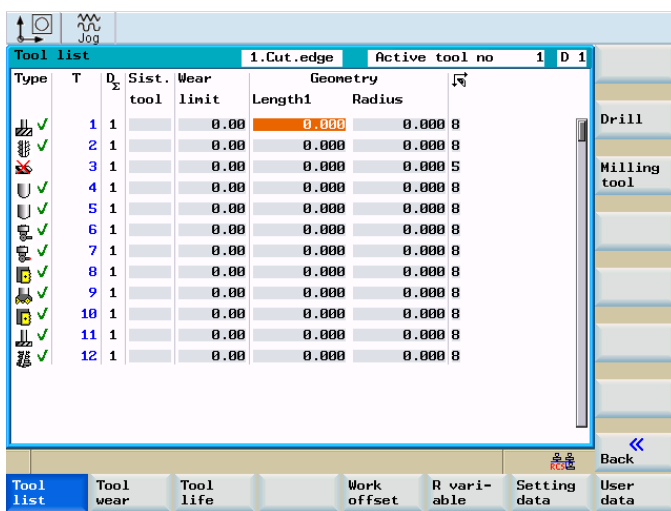 Jog
Tool list 1.Cut.edge Active tool no 1 D 1
Type T DΣ Sist. Wear Geometry
tool limit Length1 Radius
1 1 0.00 0.000 0.000 8
2 1 0.00 0.000 0.000 8
3 1 0.00 0.000 0.000 5
4 1 0.00 0.000 0.000 8
5 1 0.00 0.000 0.000 8
6 1 0.00 0.000 0.000 8
7 1 0.00 0.000 0.000 8
8 1 0.00 0.000 0.000 8
9 1 0.00 0.000 0.000 8
10 1 0.00 0.000 0.000 8
11 1 0.00 0.000 0.000 8
12 1 0.00 0.000 0.000 8
Drill
Milling
tool
Back
RCS
Tool
list
Tool
wear
Tool
life
Work
offset
R vari-
able
Setting
data
User
data